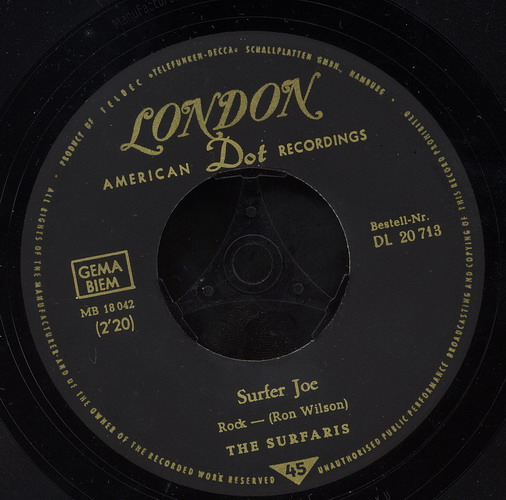 PRODUCT OF TELDEC »TELEFUNKEN-DECCA« SCHALLPLATTEN GMBH., HAMBURG
LONDON
AMERICAN Dot RECORDINGS
Bestell-Nr.
DL 20 713
GEMA
BIEM
MB 18 042
(2'20)
Surfer Joe
Rock — (Ron Wilson)
THE SURFARIS
45
ALL RIGHTS OF THE MANUFACTURER AND OF THE OWNER OF THE RECORDED WORK RESERVED
UNAUTHORISED PUBLIC PERFORMANCE BROADCASTING AND COPYING OF THIS RECORD PROHIBITED